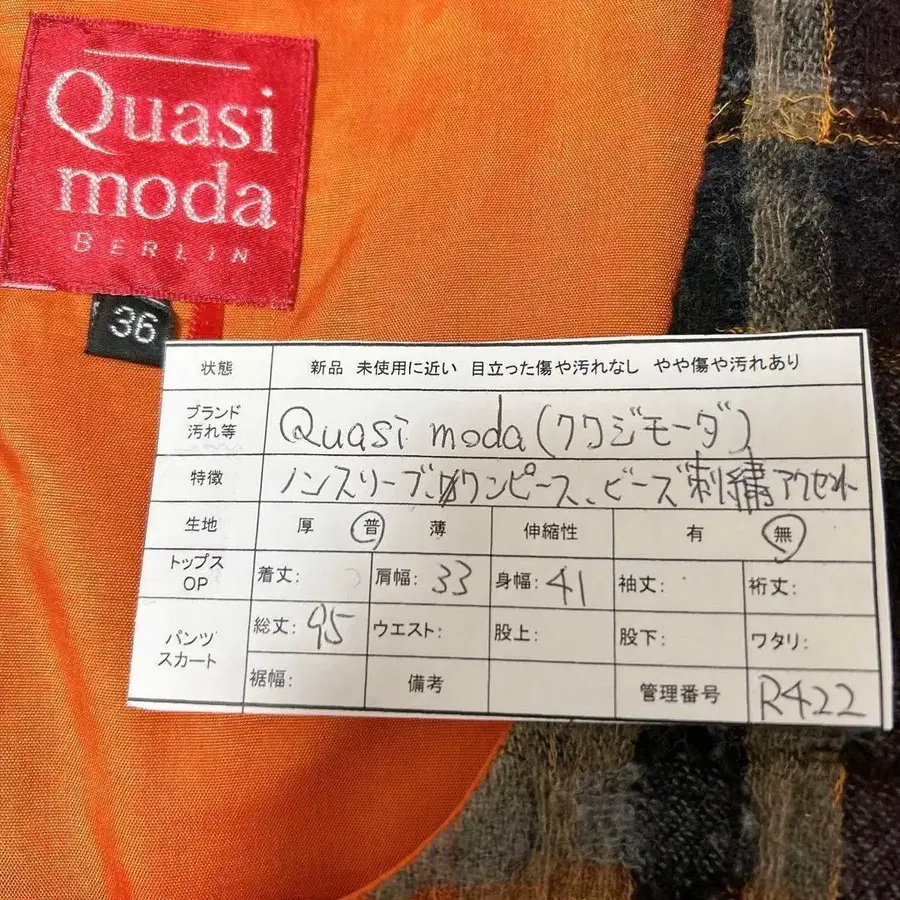 Quasi
moda
BERLIN
36
状態 新品 未使用に近い 目立った傷や汚れなし やや傷や汚れあり
ブランド
汚れ等 Quasi moda(クワジモーダ)
特徴 ノンスリーブ、ワンピース、ビーズ刺繍アクセント
生地 厚 普 薄 伸縮性 有 無
トップス
OP 着丈: 肩幅: 33 身幅: 41 袖丈: 裄丈:
パンツ
スカート 総丈: 95 ウエスト: 股上: 股下: ワタリ:
裾幅: 備考 管理番号 R422